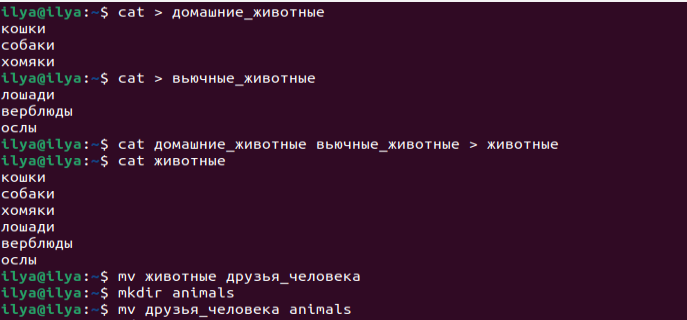 ilya@ilya:~$ cat > домашние_животные
кошки
собаки
хомяки
ilya@ilya:~$ cat > вьючные_животные
лошади
верблюды
ослы
ilya@ilya:~$ cat домашние_животные вьючные_животные > животные
ilya@ilya:~$ cat животные
кошки
собаки
хомяки
лошади
верблюды
ослы
ilya@ilya:~$ mv животные друзья_человека
ilya@ilya:~$ mkdir animals
ilya@ilya:~$ mv друзья_человека animals